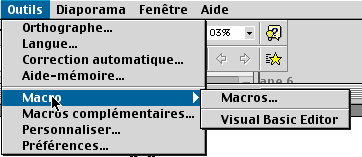 Outils Diaporama Fenêtre Aide
Orthographe...
Langue...
Correction automatique...
Aide-mémoire...
Macro
Macros complémentaires...
Personnaliser...
Préférences...
03%
Macros...
Visual Basic Editor